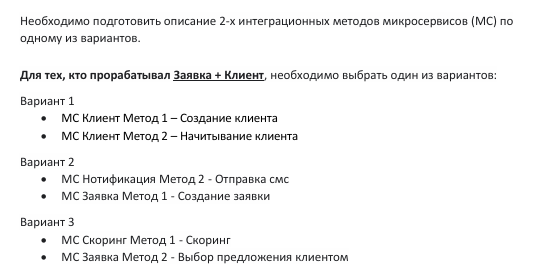 Необходимо подготовить описание 2-х интеграционных методов микросервисов (МС) по
одному из вариантов.
Для тех, кто прорабатывал Заявка + Клиент, необходимо выбрать один из вариантов:
Вариант 1
• МС Клиент Метод 1 – Создание клиента
• МС Клиент Метод 2 – Начитывание клиента
Вариант 2
• МС Нотификация Метод 2 - Отправка смс
• МС Заявка Метод 1 - Создание заявки
Вариант 3
• МС Скоринг Метод 1 - Скоринг
• МС Заявка Метод 2 - Выбор предложения клиентом